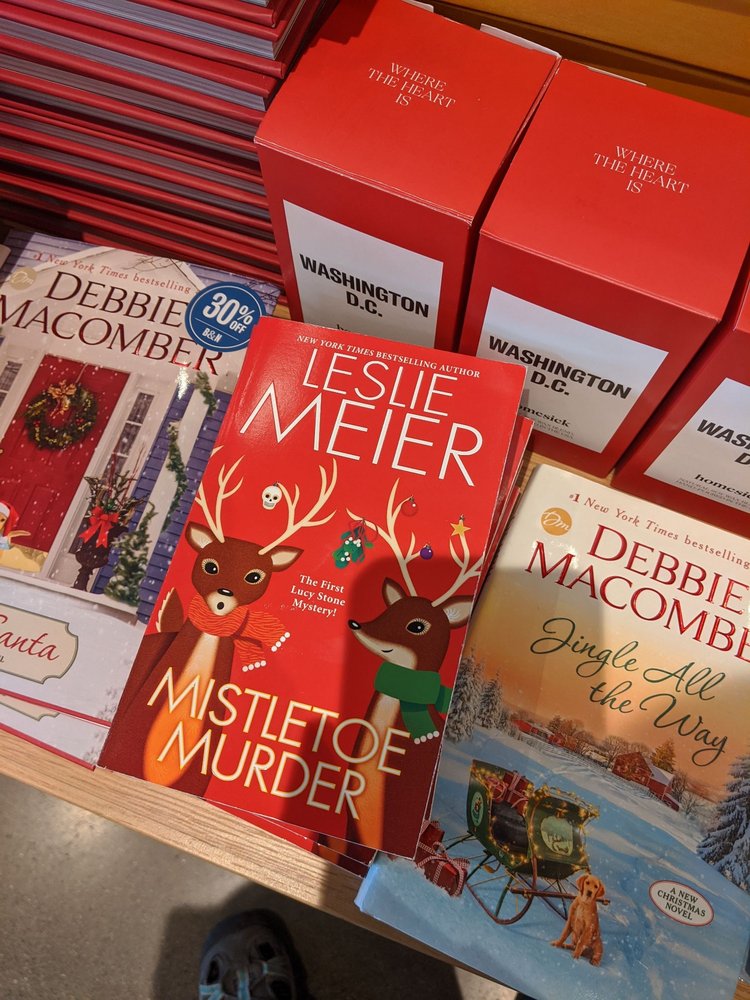 WHERE
THE HEART
IS
WHERE
THE HEART
IS
WASHINGTON
D.C.
WASHINGTON
D.C.
homesick
homesick
#1 New York Times bestselling
DEBBIE
MACOMBER
30%
OFF
B&N
Santa
NEW YORK TIMES BESTSELLING AUTHOR
LESLIE
MEIER
The First
Lucy Stone
Mystery!
MISTLETOE
MURDER
#1 New York Times bestselling
Dm
DEBBIE
MACOMBE
Jingle All
the Way
A NEW
CHRISTMAS
NOVEL